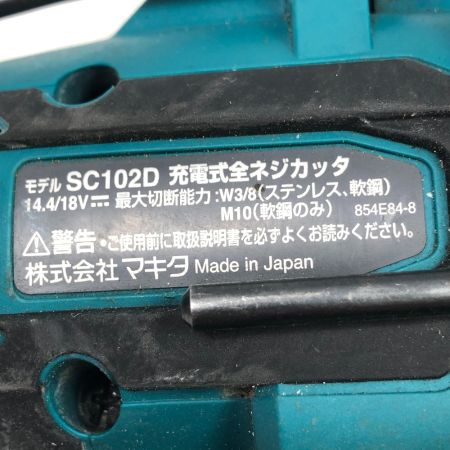 モデル SC102D 充電式全ネジカッタ
14.4/18V⎓ 最大切断能力:W3/8(ステンレス、軟鋼)
M10(軟鋼のみ) 854E84-8
⚠警告・ご使用前に取扱説明書を必ずよくお読みください。
株式会社 マキタ Made in Japan